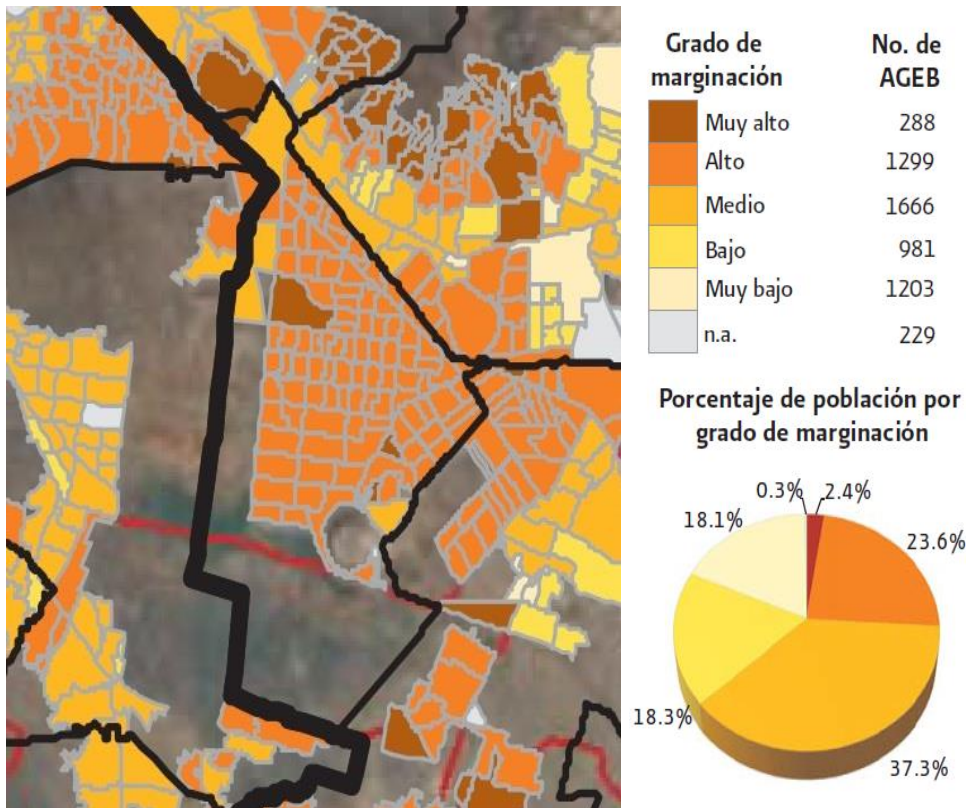 Grado de marginación No. de AGEB
Muy alto 288
Alto 1299
Medio 1666
Bajo 981
Muy bajo 1203
n.a. 229
Porcentaje de población por
grado de marginación
0.3% 2.4%
18.1% 23.6%
18.3%
37.3%